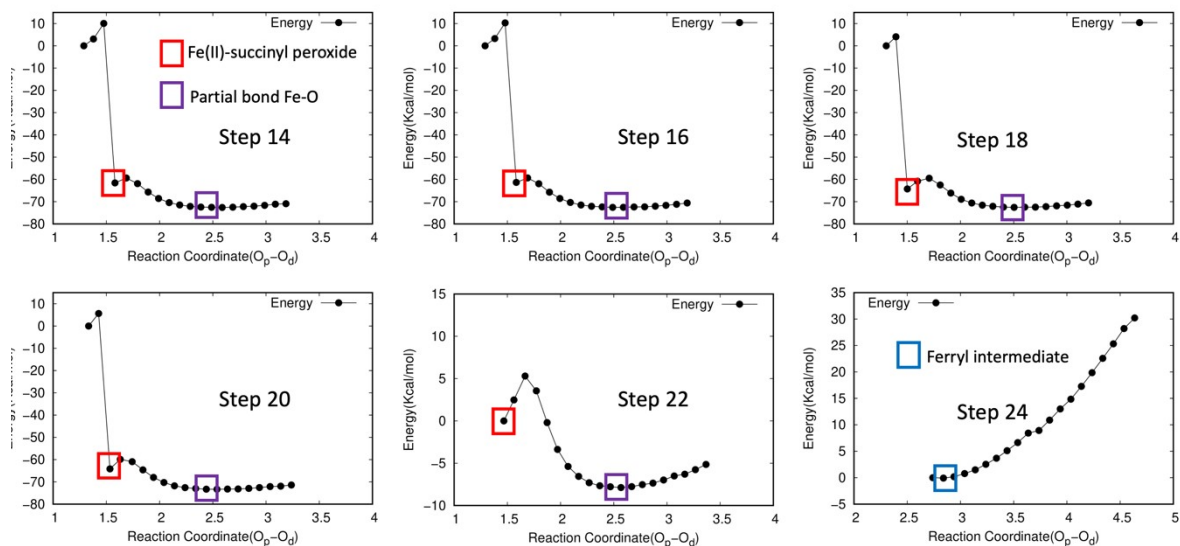 Energy
Fe(II)-succinyl peroxide
Partial bond Fe-O
Step 14
10
0
−10
−20
−30
−40
−50
−60
−70
−80
1 1.5 2 2.5 3 3.5 4
Reaction Coordinate(Op−Od)
Energy
Step 16
Energy(Kcal/mol)
10
0
−10
−20
−30
−40
−50
−60
−70
−80
1 1.5 2 2.5 3 3.5 4
Reaction Coordinate(Op−Od)
Energy
Step 18
Energy(Kcal/mol)
10
0
−10
−20
−30
−40
−50
−60
−70
−80
1 1.5 2 2.5 3 3.5 4
Reaction Coordinate(Op−Od)
Energy
Step 20
10
0
−10
−20
−30
−40
−50
−60
−70
−80
1 1.5 2 2.5 3 3.5 4
Reaction Coordinate(Op−Od)
Energy
Step 22
Energy(Kcal/mol)
15
10
5
0
−5
−10
1 1.5 2 2.5 3 3.5 4
Reaction Coordinate(Op−Od)
Energy
Ferryl intermediate
Step 24
Energy(Kcal/mol)
35
30
25
20
15
10
5
0
−5
2 2.5 3 3.5 4 4.5 5
Reaction Coordinate(Op−Od)